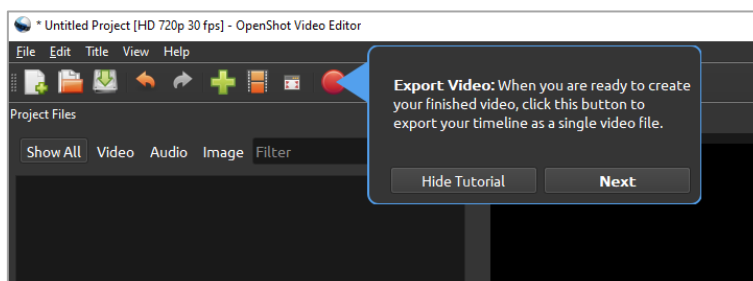 * Untitled Project [HD 720p 30 fps] - OpenShot Video Editor
File Edit Title View Help
Export Video: When you are ready to create
your finished video, click this button to
export your timeline as a single video file.
Project Files
Show All Video Audio Image Filter
Hide Tutorial Next